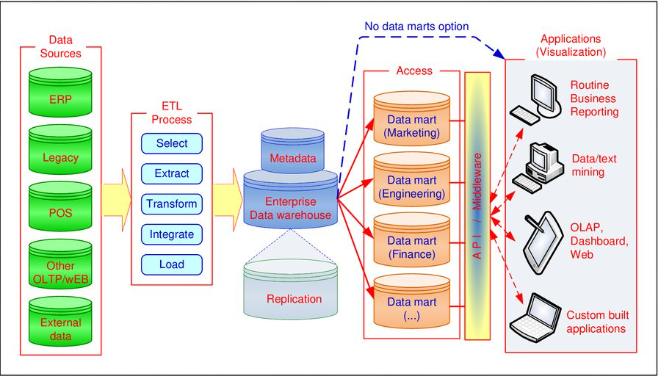 No data marts option
Data
Sources
ERP
Legacy
POS
Other
OLTP/wEB
External
data
ETL
Process
Select
Extract
Transform
Integrate
Load
Metadata
Enterprise
Data warehouse
Replication
Access
Data mart
(Marketing)
Data mart
(Engineering)
Data mart
(Finance)
Data mart
(...)
API / Middleware
Applications
(Visualization)
Routine
Business
Reporting
Data/text
mining
OLAP,
Dashboard,
Web
Custom built
applications